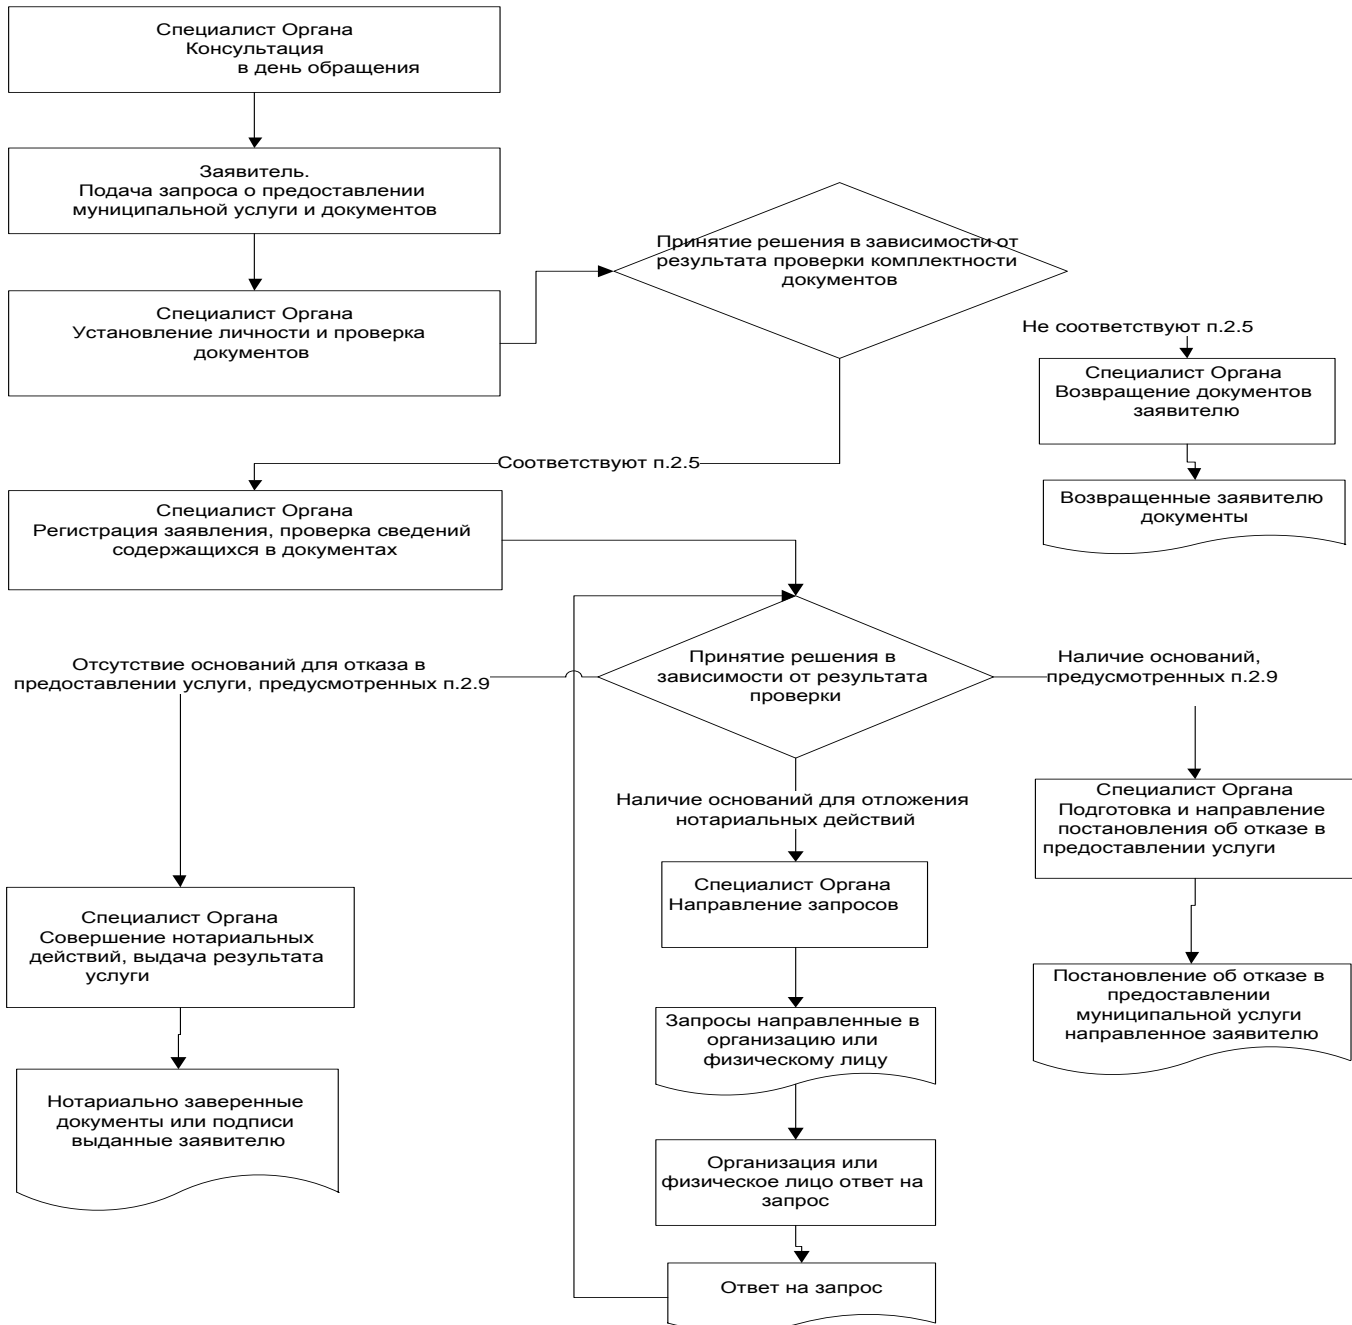 Специалист Органа
Консультация
в день обращения
Заявитель.
Подача запроса о предоставлении
муниципальной услуги и документов
Специалист Органа
Установление личности и проверка
документов
Принятие решения в зависимости от
результата проверки комплектности
документов
Не соответствуют п.2.5
Специалист Органа
Возвращение документов
заявителю
Возвращенные заявителю
документы
Соответствуют п.2.5
Специалист Органа
Регистрация заявления, проверка сведений
содержащихся в документах
Принятие решения в
зависимости от результата
проверки
Отсутствие оснований для отказа в
предоставлении услуги, предусмотренных п.2.9
Наличие оснований,
предусмотренных п.2.9
Наличие оснований для отложения
нотариальных действий
Специалист Органа
Подготовка и направление
постановления об отказе в
предоставлении услуги
Специалист Органа
Направление запросов
Специалист Органа
Совершение нотариальных
действий, выдача результата
услуги
Постановление об отказе в
предоставлении
муниципальной услуги
направленное заявителю
Запросы направленные в
организацию или
физическому лицу
Нотариально заверенные
документы или подписи
выданные заявителю
Организация или
физическое лицо ответ на
запрос
Ответ на запрос